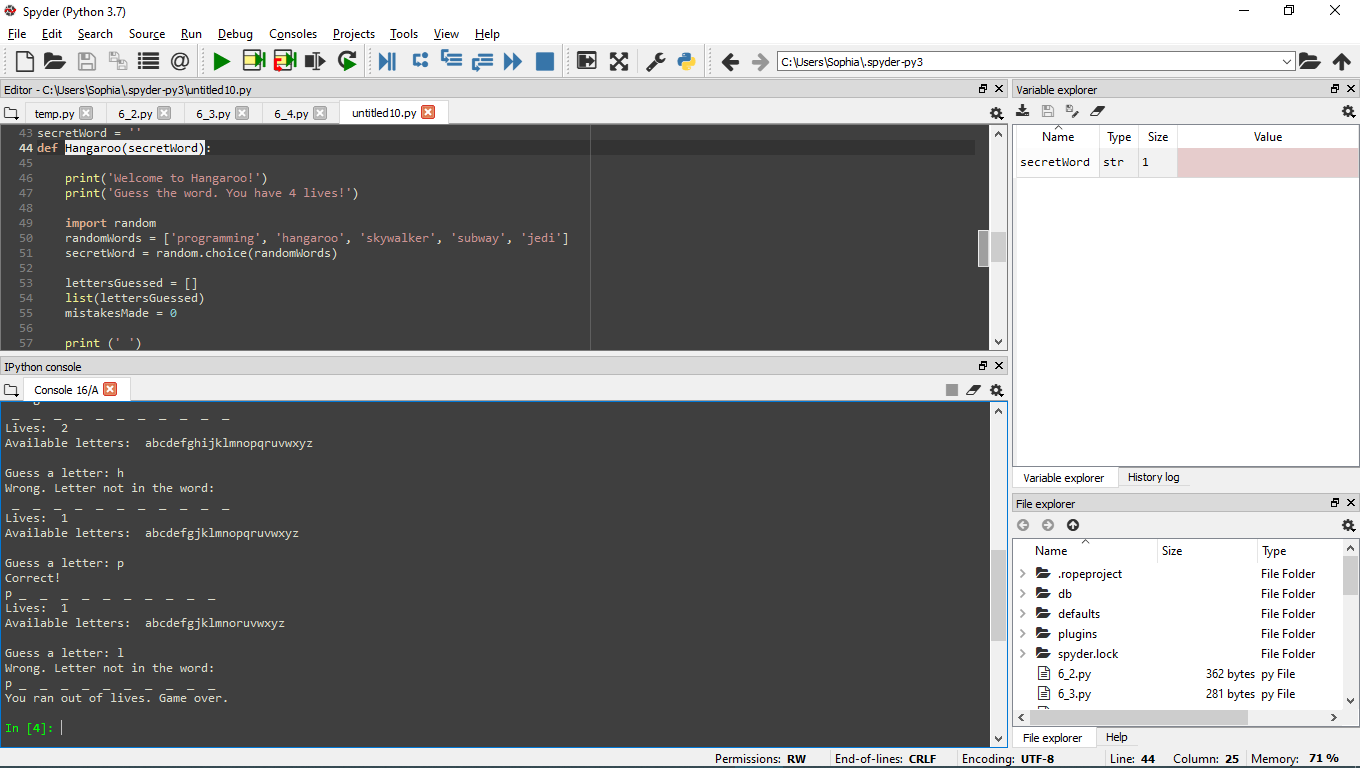 Spyder (Python 3.7)
File Edit Search Source Run Debug Consoles Projects Tools View Help
C:\Users\Sophia\.spyder-py3
Editor - C:\Users\Sophia\.spyder-py3\untitled10.py
temp.py 6_2.py 6_3.py 6_4.py untitled10.py
43 secretWord = ''
44 def Hangaroo(secretWord):
45
46 print('Welcome to Hangaroo!')
47 print('Guess the word. You have 4 lives!')
48
49 import random
50 randomWords = ['programming', 'hangaroo', 'skywalker', 'subway', 'jedi']
51 secretWord = random.choice(randomWords)
52
53 lettersGuessed = []
54 list(lettersGuessed)
55 mistakesMade = 0
56
57 print (' ')
IPython console
Console 16/A
_ _ _ _ _ _ _ _ _ _ _
Lives:  2
Available letters:  abcdefghijklmnopqruvwxyz
Guess a letter: h
Wrong. Letter not in the word:
_ _ _ _ _ _ _ _ _ _ _
Lives:  1
Available letters:  abcdefgjklmnopqruvwxyz
Guess a letter: p
Correct!
p _ _ _ _ _ _ _ _ _ _
Lives:  1
Available letters:  abcdefgjklmnoruvwxyz
Guess a letter: l
Wrong. Letter not in the word:
p _ _ _ _ _ _ _ _ _ _
You ran out of lives. Game over.
In [4]:
Variable explorer
Name Type Size Value
secretWord str 1
Variable explorer History log
File explorer
Name Size Type
.ropeproject File Folder
db File Folder
defaults File Folder
plugins File Folder
spyder.lock File Folder
6_2.py 362 bytes py File
6_3.py 281 bytes py File
File explorer Help
Permissions: RW End-of-lines: CRLF Encoding: UTF-8 Line: 44 Column: 25 Memory: 71 %